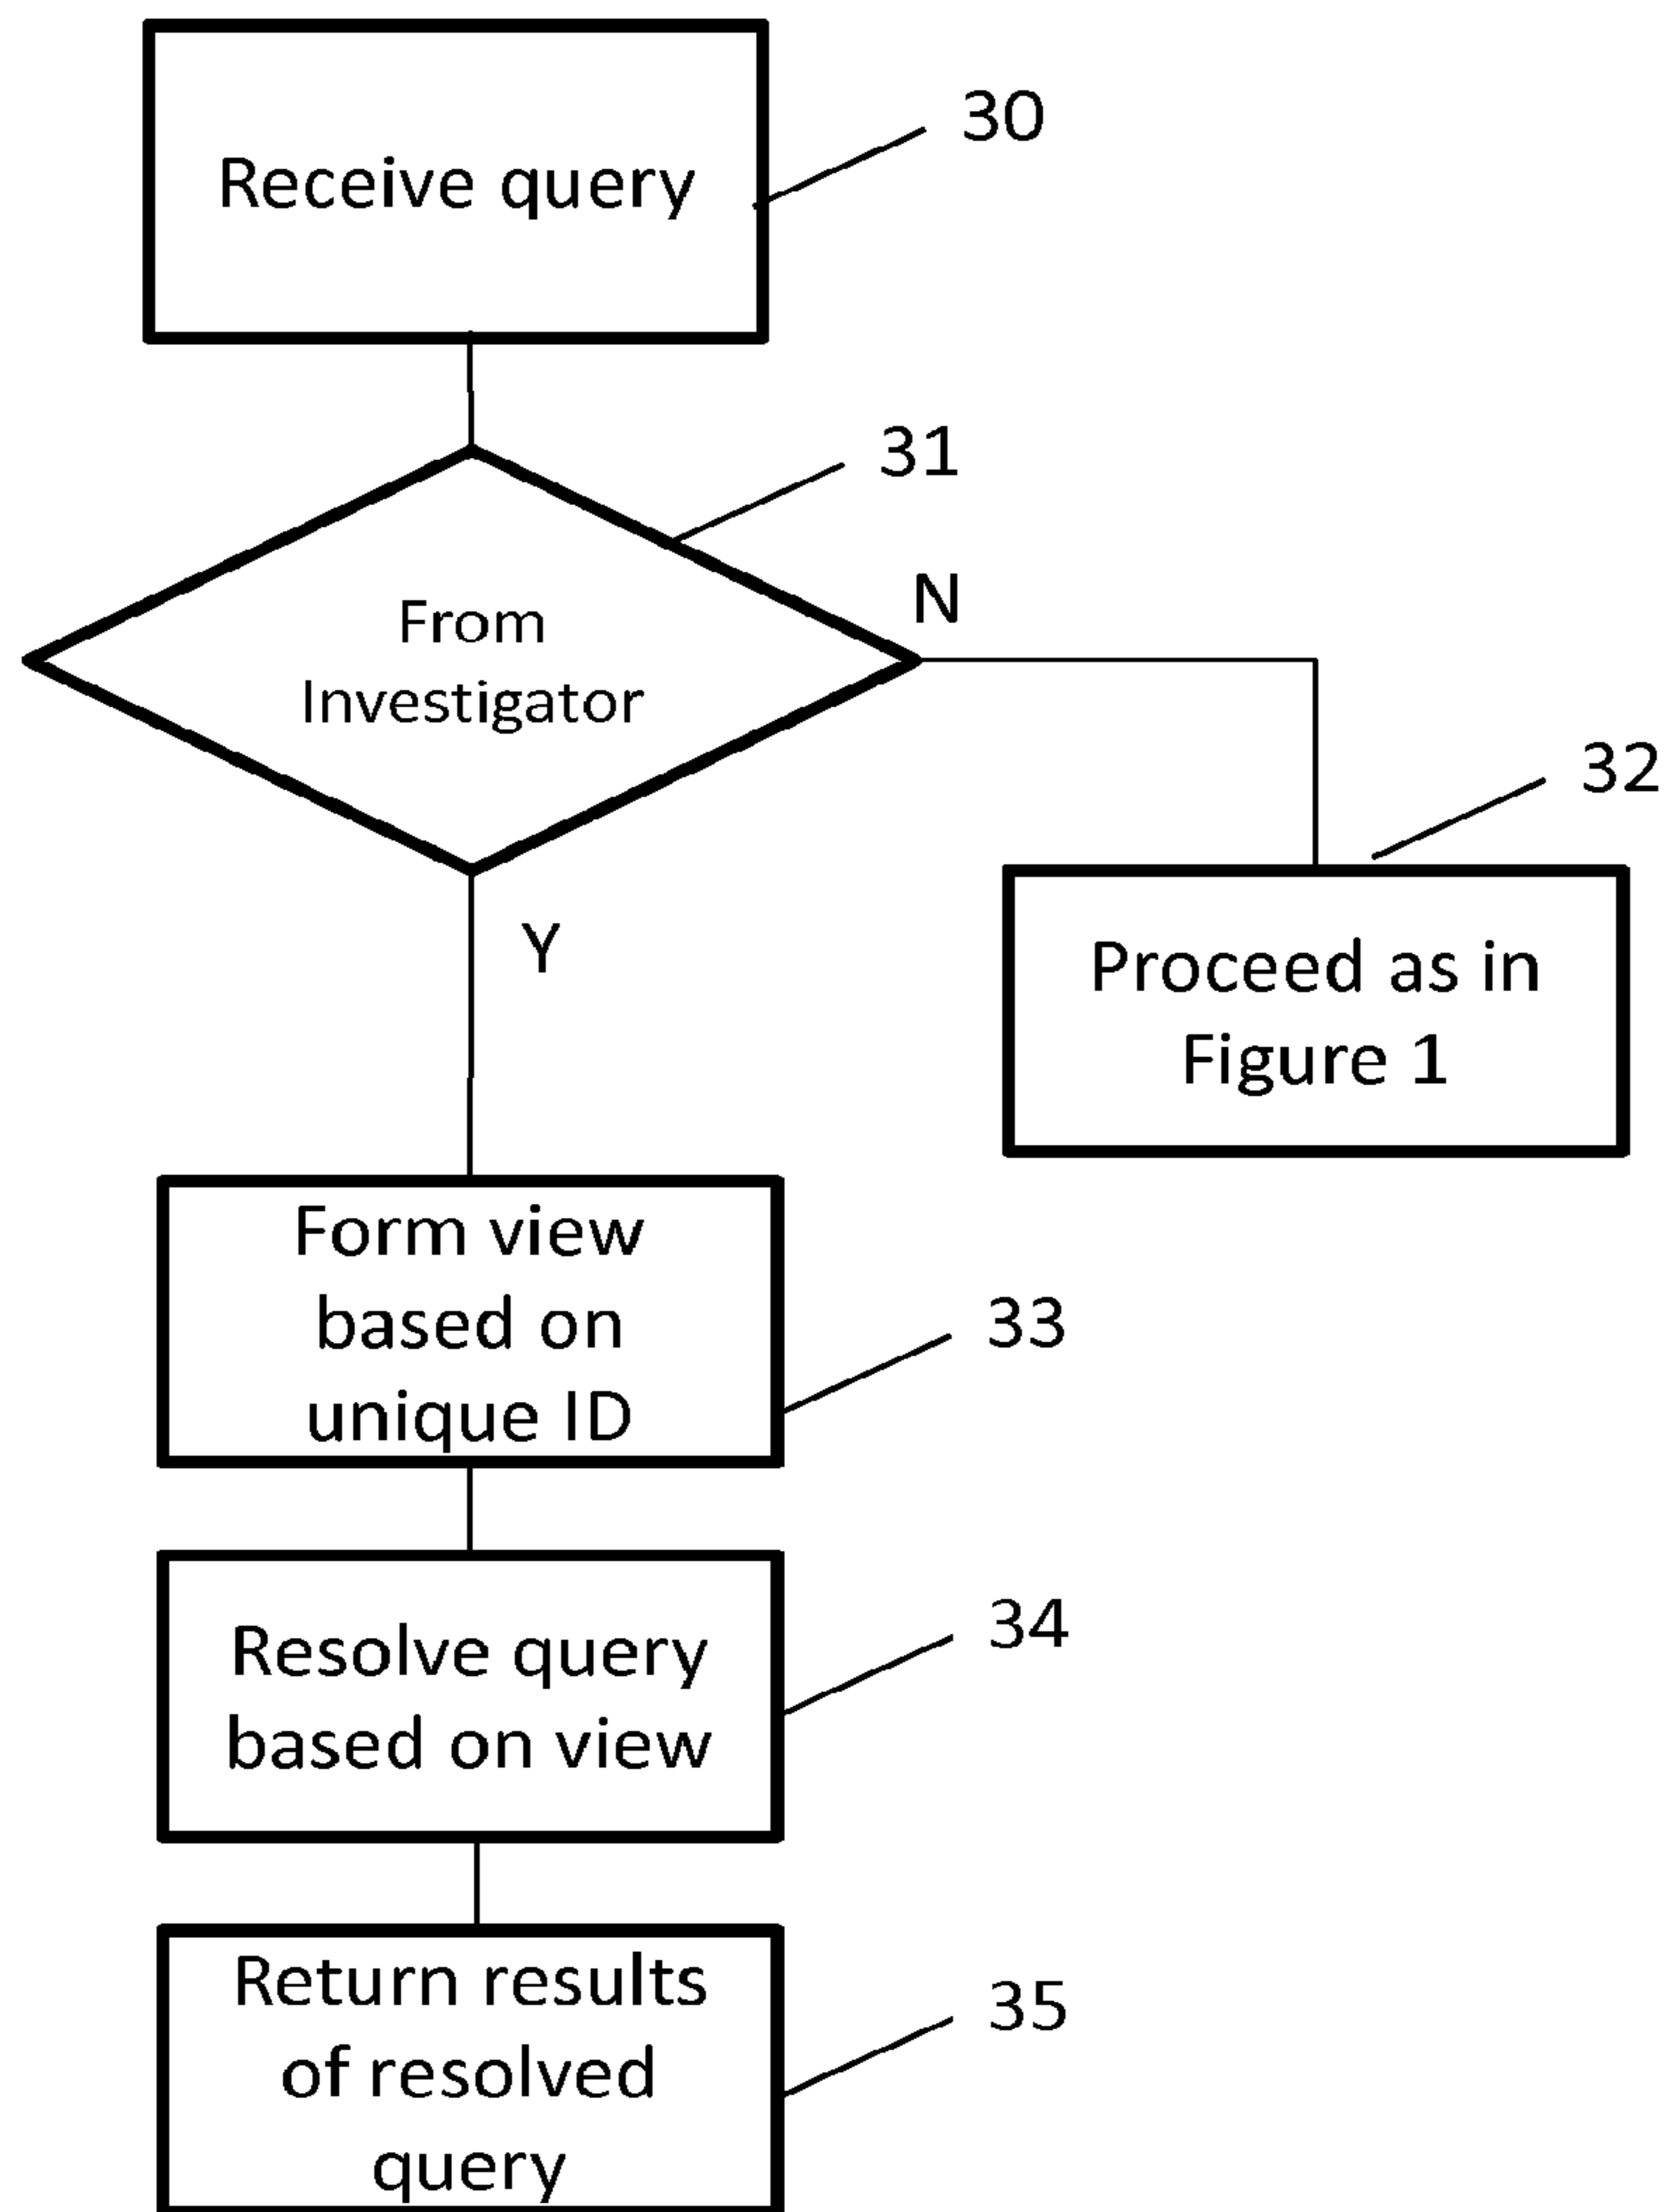 Receive query
30
31
From
Investigator
N
32
Proceed as in
Figure 1
Y
Form view
based on
unique ID
33
Resolve query
based on view
34
Return results
of resolved
query
35